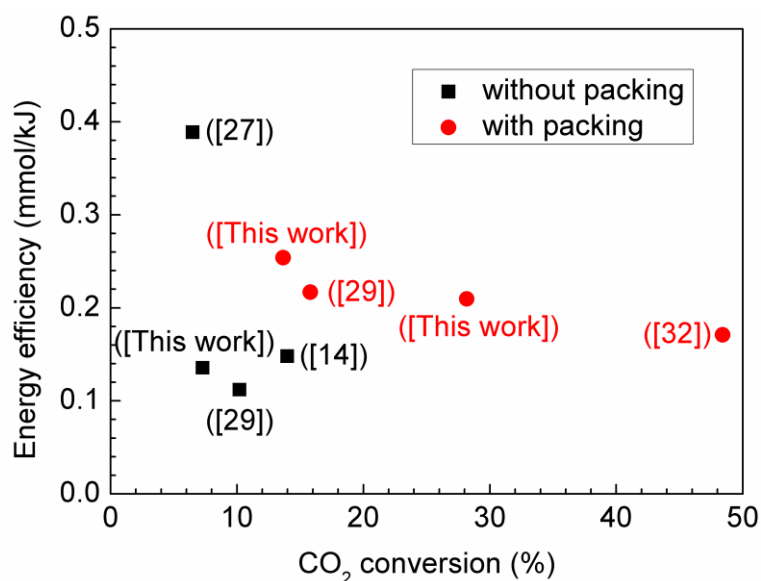 0.5
0.4
0.3
0.2
0.1
0.0
Energy efficiency (mmol/kJ)
without packing
with packing
([27])
([This work])
([29])
([This work])
([32])
([This work])
([14])
([29])
0 10 20 30 40 50
CO₂ conversion (%)